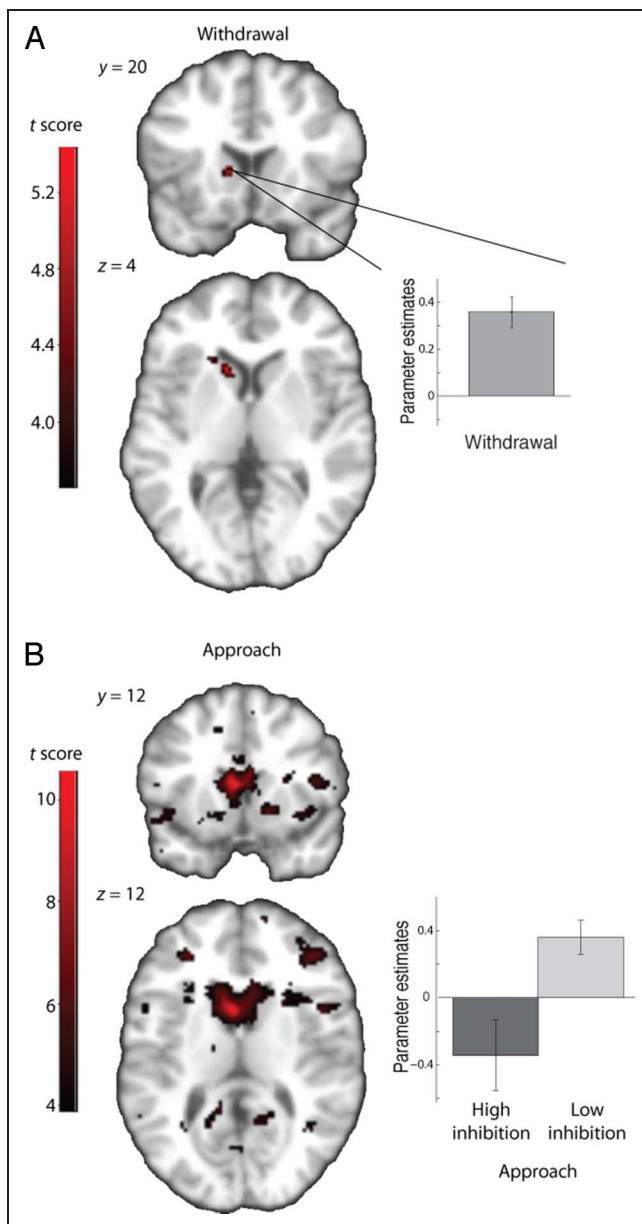 A
Withdrawal
y = 20
t score
5.2
4.8
4.4
4.0
z = 4
Parameter estimates
0.4
0.2
0
Withdrawal
B
Approach
y = 12
t score
10
8
6
4
z = 12
Parameter estimates
0.4
0
−0.4
High inhibition
Low inhibition
Approach